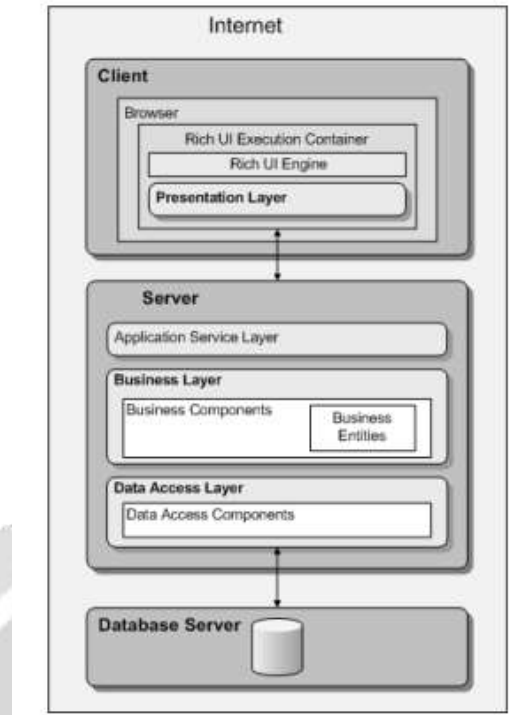 Internet
Client
Browser
Rich UI Execution Container
Rich UI Engine
Presentation Layer
Server
Application Service Layer
Business Layer
Business Components
Business
Entities
Data Access Layer
Data Access Components
Database Server